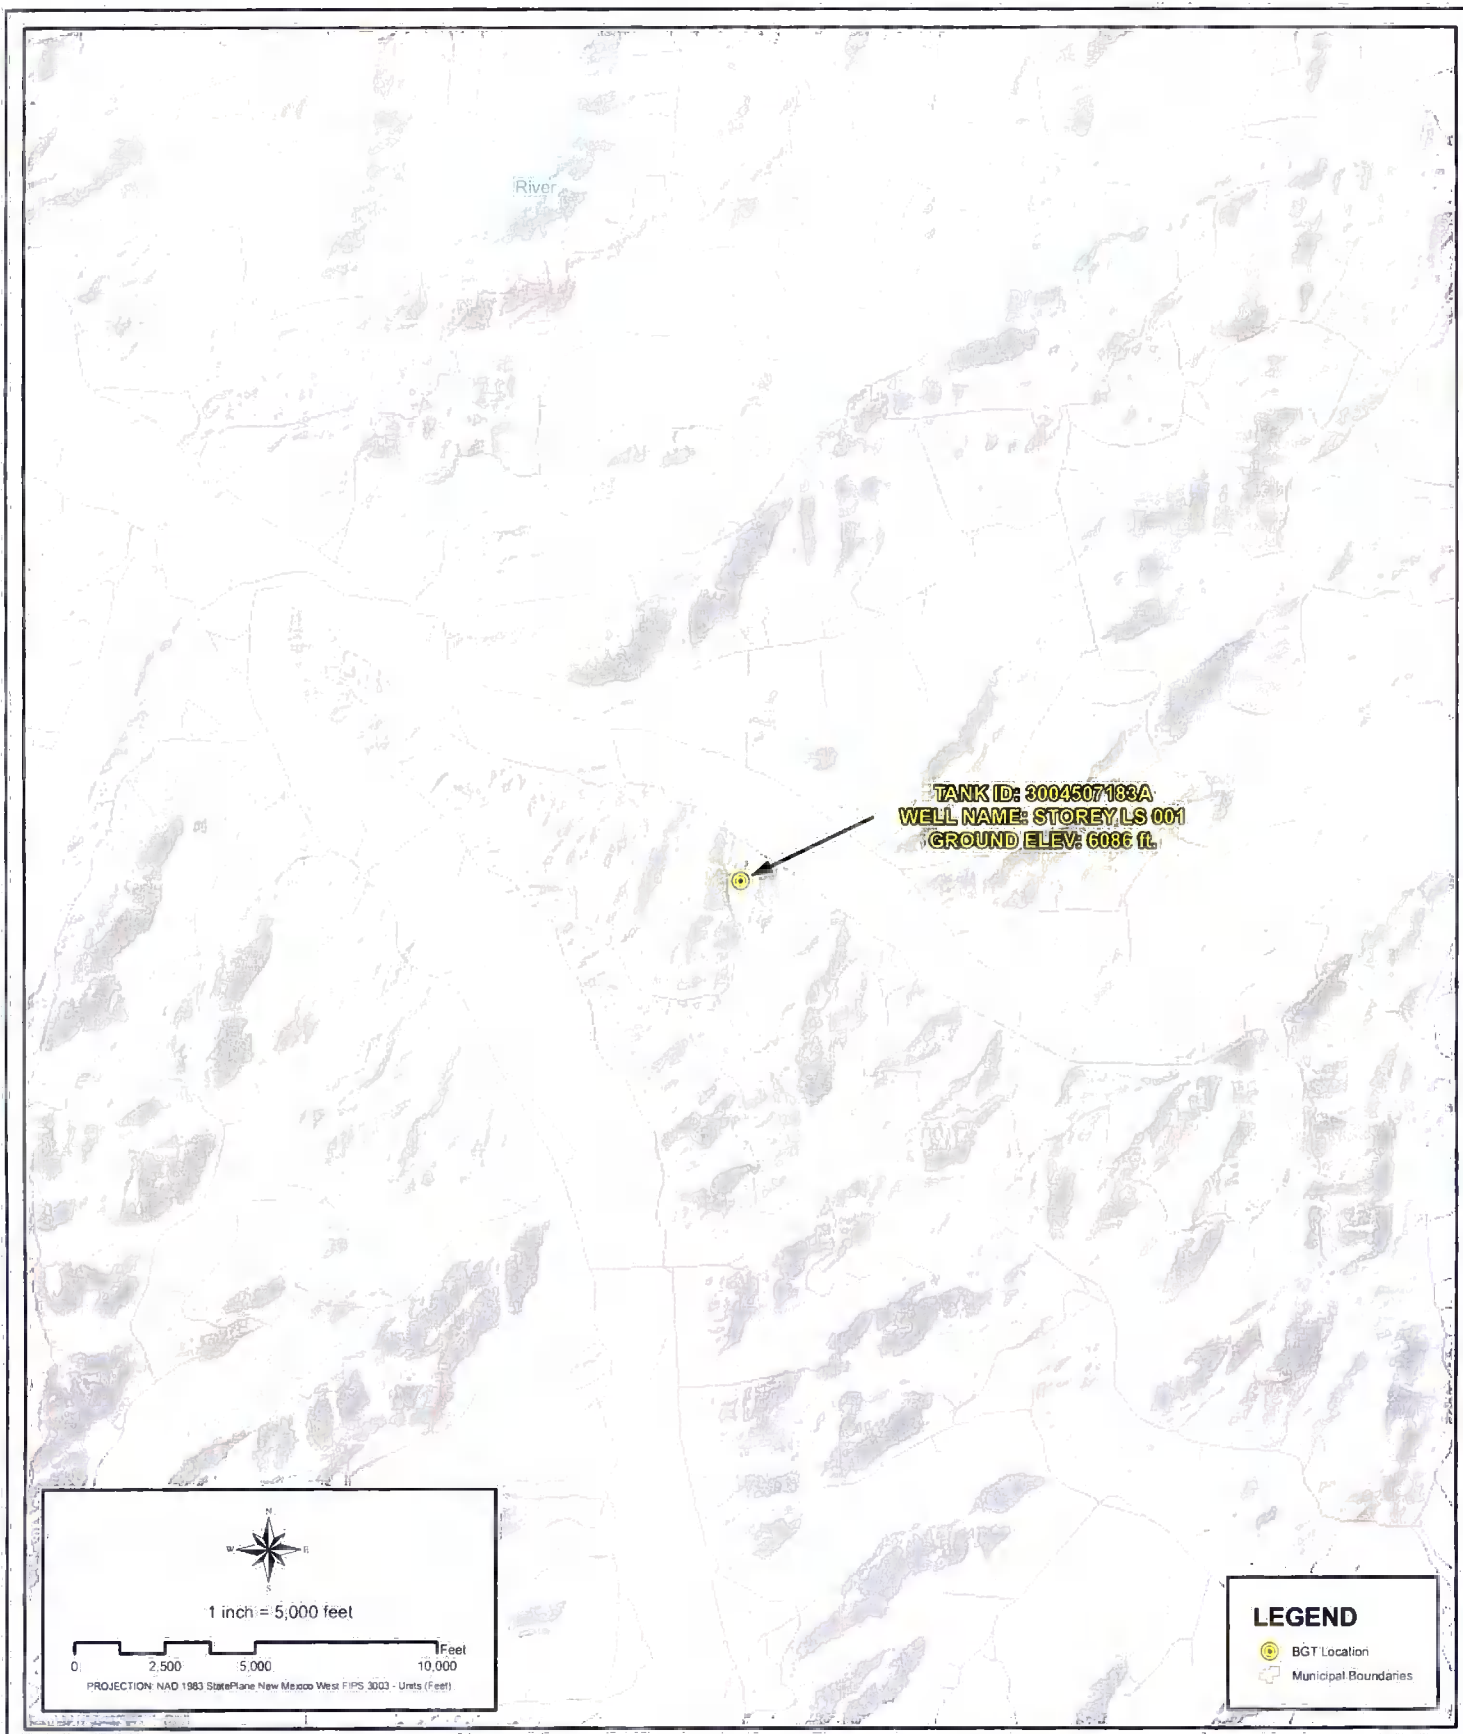 River
TANK ID: 3004507183A
WELL NAME: STOREY LS 001
GROUND ELEV: 6086 ft.
N
W E
S
1 inch = 5,000 feet
Feet
0 2,500 5,000 10,000
PROJECTION: NAD 1983 StatePlane New Mexico West FIPS 3003 - Units (Feet)
LEGEND
BGT Location
Municipal Boundaries